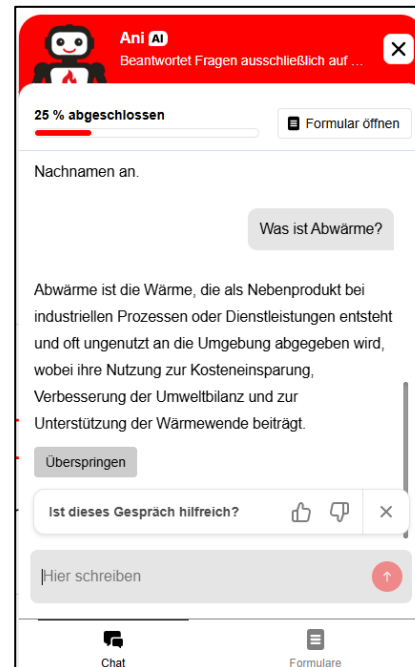 Ani AI
Beantwortet Fragen ausschließlich auf ...
25 % abgeschlossen
Formular öffnen
Nachnamen an.
Was ist Abwärme?
Abwärme ist die Wärme, die als Nebenprodukt bei
industriellen Prozessen oder Dienstleistungen entsteht
und oft ungenutzt an die Umgebung abgegeben wird,
wobei ihre Nutzung zur Kosteneinsparung,
Verbesserung der Umweltbilanz und zur
Unterstützung der Wärmewende beiträgt.
Überspringen
Ist dieses Gespräch hilfreich?
Hier schreiben
Chat
Formulare